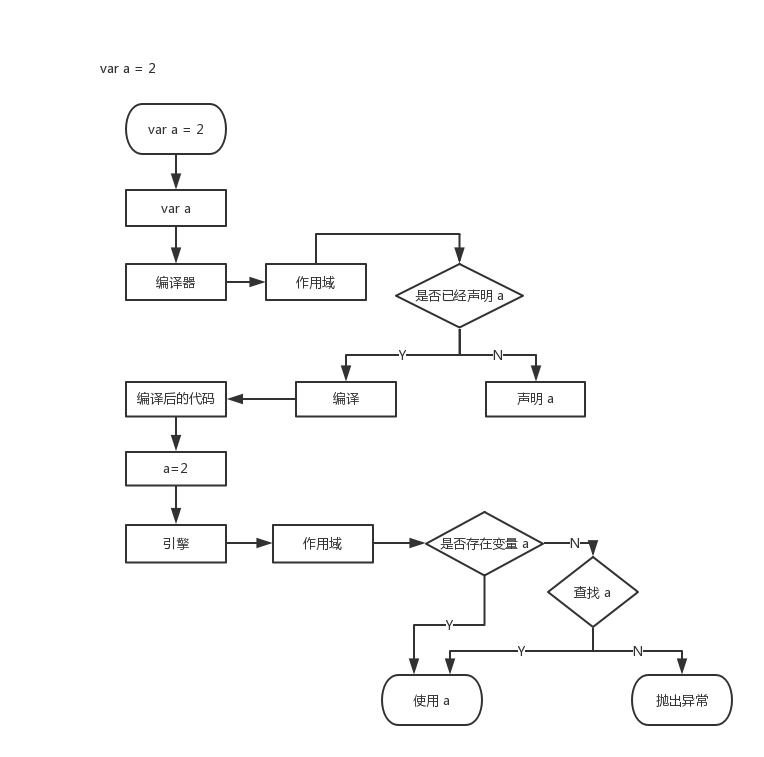 var a = 2
var a = 2
var a
编译器
作用域
是否已经声明 a
Y
N
编译后的代码
编译
声明 a
a=2
引擎
作用域
是否存在变量 a
N
查找 a
Y
Y
N
使用 a
抛出异常